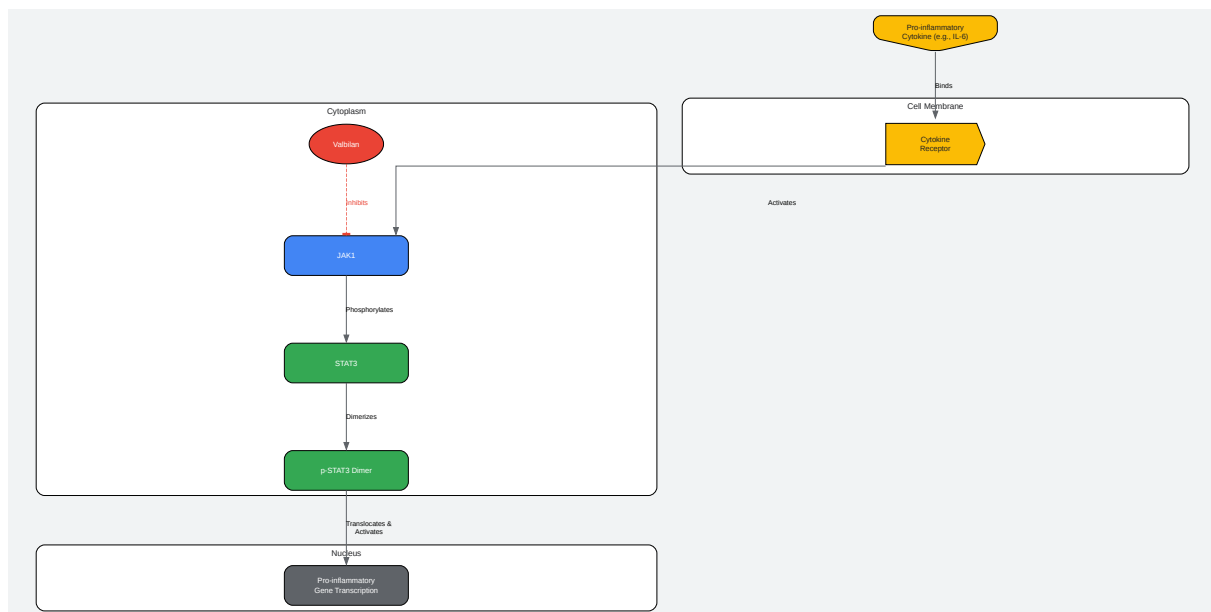 Pro-inflammatory
Cytokine (e.g., IL-6)
Binds
Cell Membrane
Cytokine
Receptor
Activates
Cytoplasm
Valbilan
Inhibits
JAK1
Phosphorylates
STAT3
Dimerizes
p-STAT3 Dimer
Translocates &
Activates
Nucleus
Pro-inflammatory
Gene Transcription